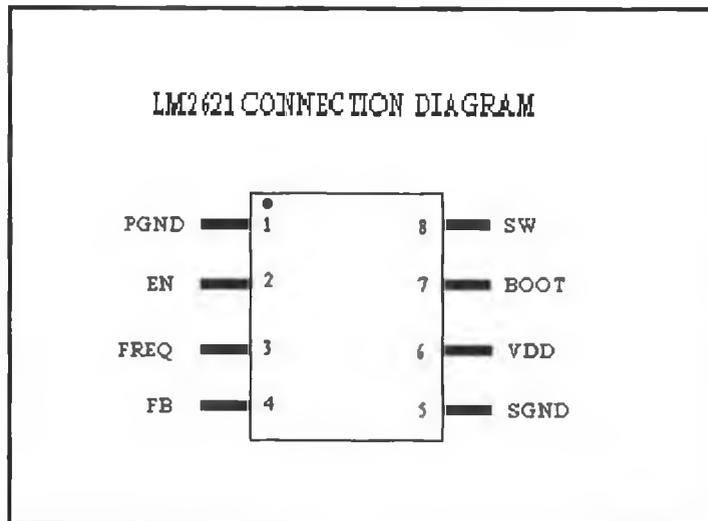 LM2621 CONNECTION DIAGRAM
PGND 1 8 SW
EN 2 7 BOOT
FREQ 3 6 VDD
FB 4 5 SGND